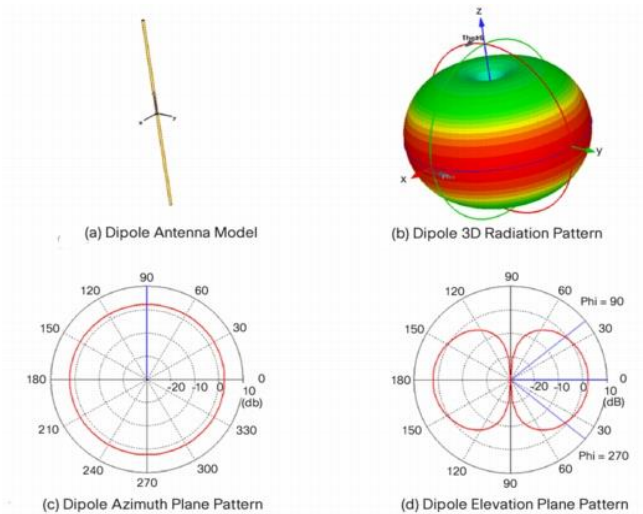 z
Theta
y
x
(a) Dipole Antenna Model
(b) Dipole 3D Radiation Pattern
90
120
60
150
30
180
-20
-10
0
10
0
(db)
210
330
240
300
270
(c) Dipole Azimuth Plane Pattern
90
120
60
Phi = 90
150
30
180
-20
-10
0
10
0
(dB)
150
30
120
60
Phi = 270
90
(d) Dipole Elevation Plane Pattern